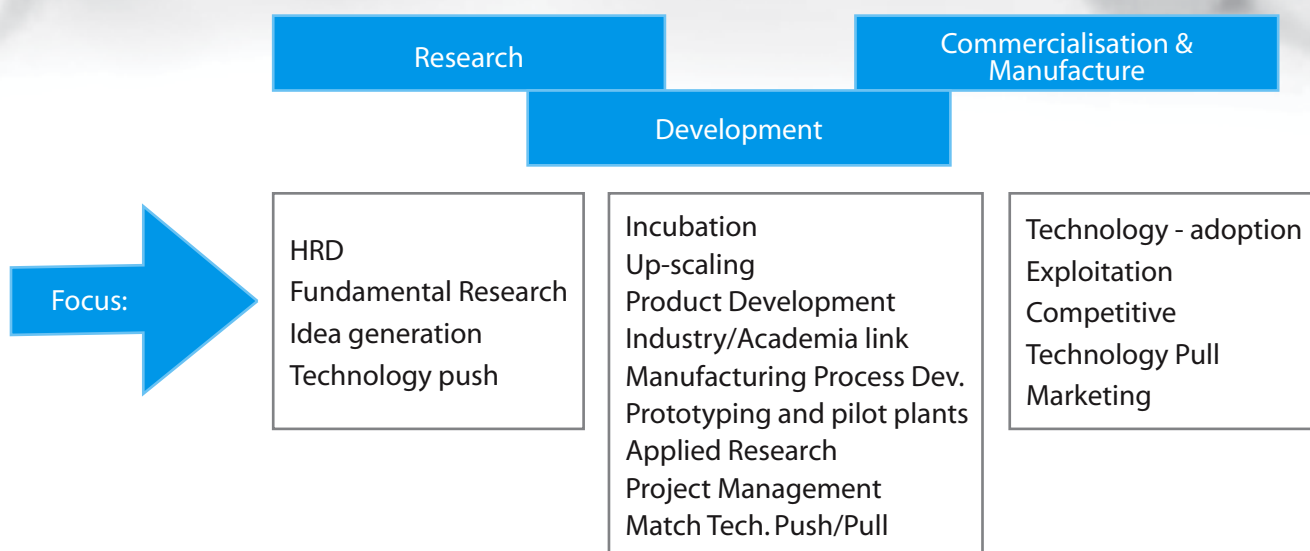 Research
Commercialisation &
Manufacture
Development
Focus:
HRD
Fundamental Research
Idea generation
Technology push
Incubation
Up-scaling
Product Development
Industry/Academia link
Manufacturing Process Dev.
Prototyping and pilot plants
Applied Research
Project Management
Match Tech. Push/Pull
Technology - adoption
Exploitation
Competitive
Technology Pull
Marketing